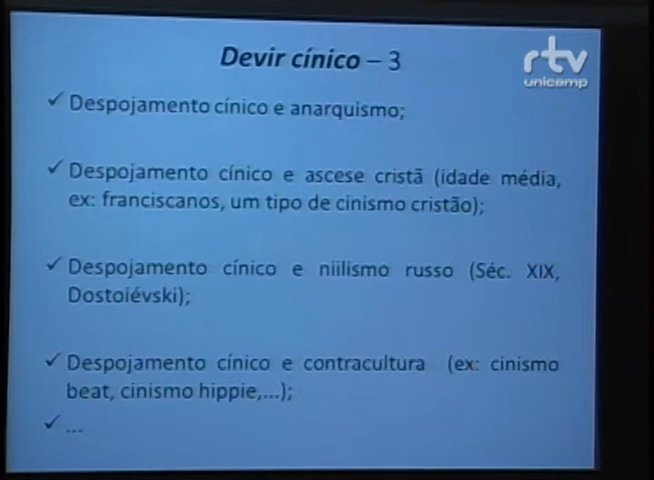 Devir cínico – 3
rtv
unicamp
✓ Despojamento cínico e anarquismo;
✓ Despojamento cínico e ascese cristã (idade média,
ex: franciscanos, um tipo de cinismo cristão);
✓ Despojamento cínico e niilismo russo (Séc. XIX,
Dostoiévski);
✓ Despojamento cínico e contracultura (ex: cinismo
beat, cinismo hippie,...);
✓ ...